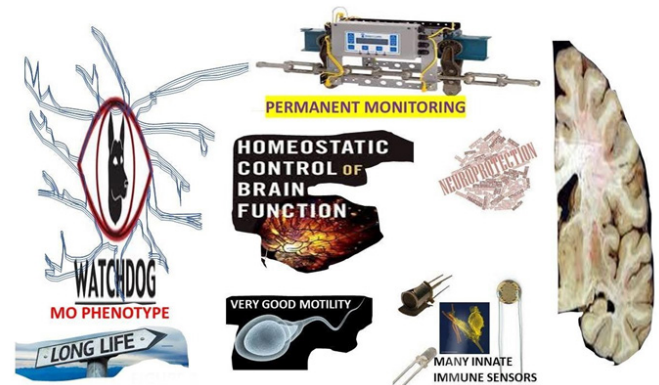 PERMANENT MONITORING
HOMEOSTATIC
CONTROL OF
BRAIN
FUNCTION
NEUROPROTECTION
WATCHDOG
MO PHENOTYPE
LONG LIFE
VERY GOOD MOTILITY
MANY INNATE
IMMUNE SENSORS